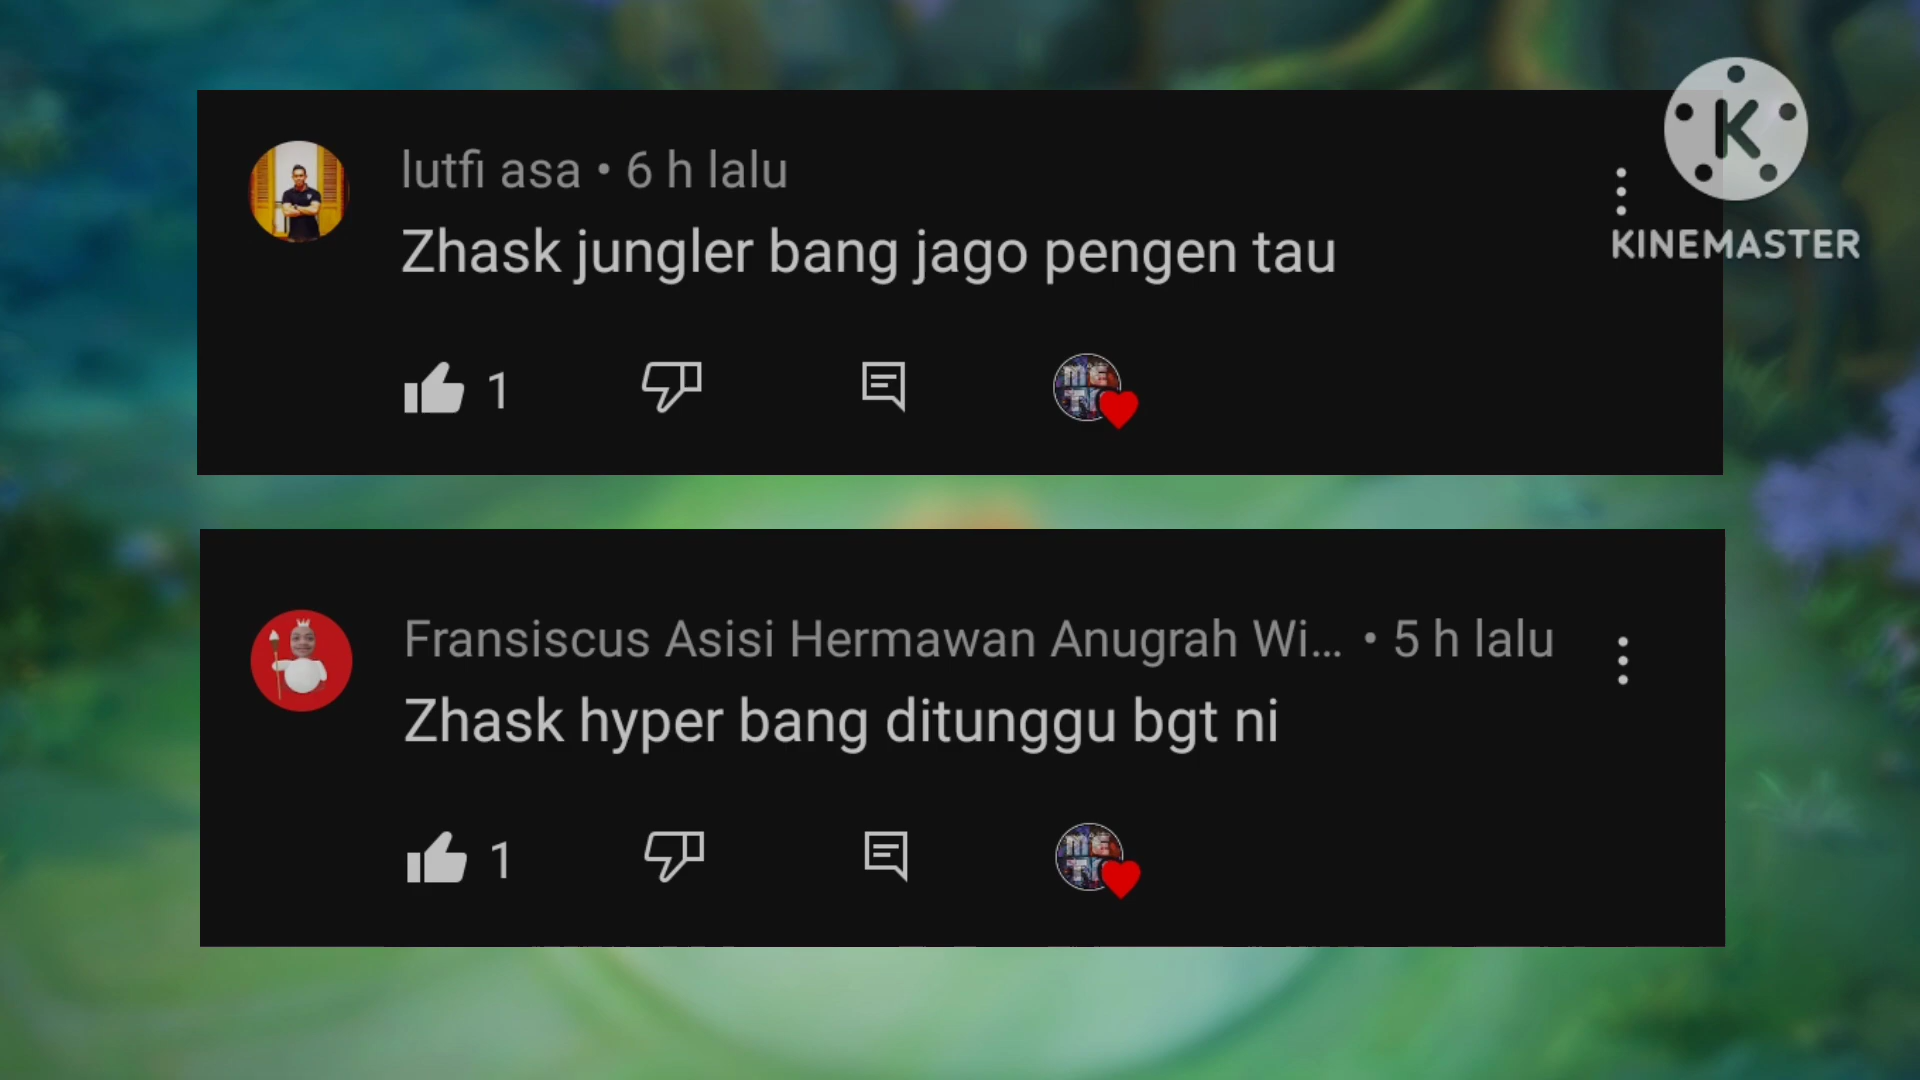 K
KINEMASTER
lutfi asa • 6 h lalu
Zhask jungler bang jago pengen tau
1
Fransiscus Asisi Hermawan Anugrah Wi... • 5 h lalu
Zhask hyper bang ditunggu bgt ni
1